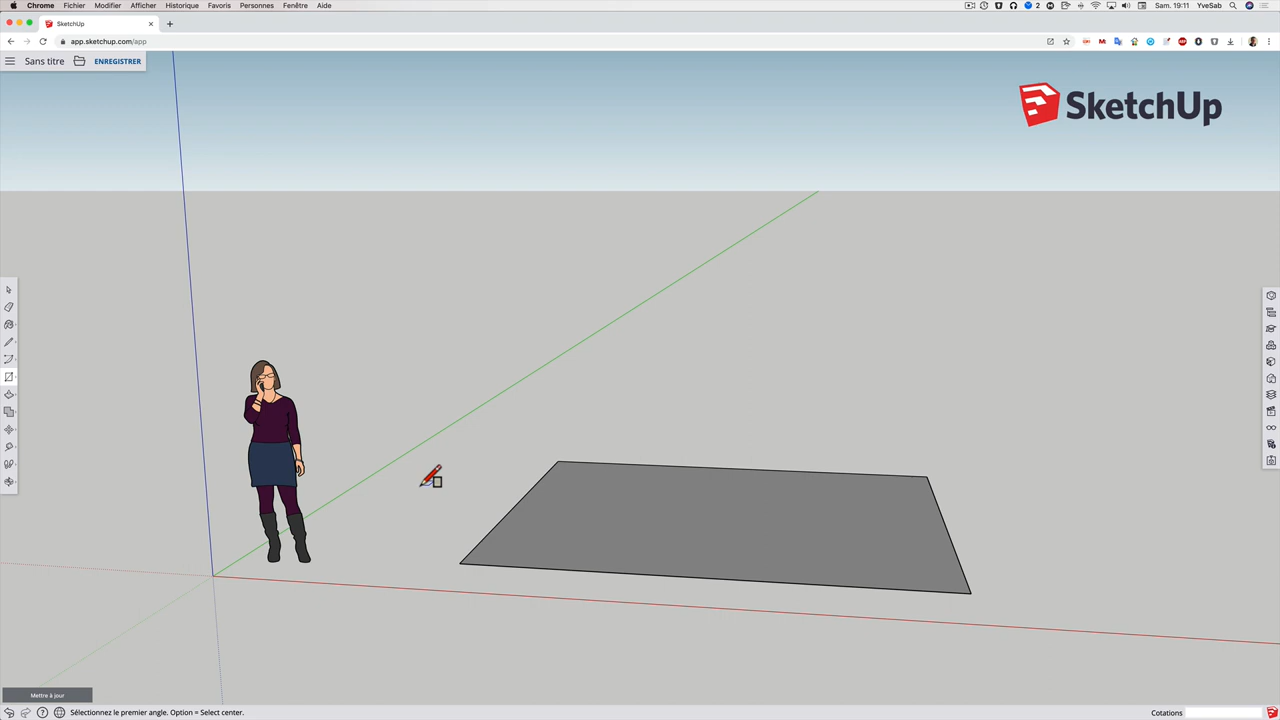 Chrome Fichier Modifier Afficher Historique Favoris Personnes Fenêtre Aide
2
Sam. 19:11 YveSab
SketchUp
app.sketchup.com/app
Sans titre ENREGISTRER
SketchUp
Mettre à jour
Sélectionnez le premier angle. Option = Select center.
Cotations